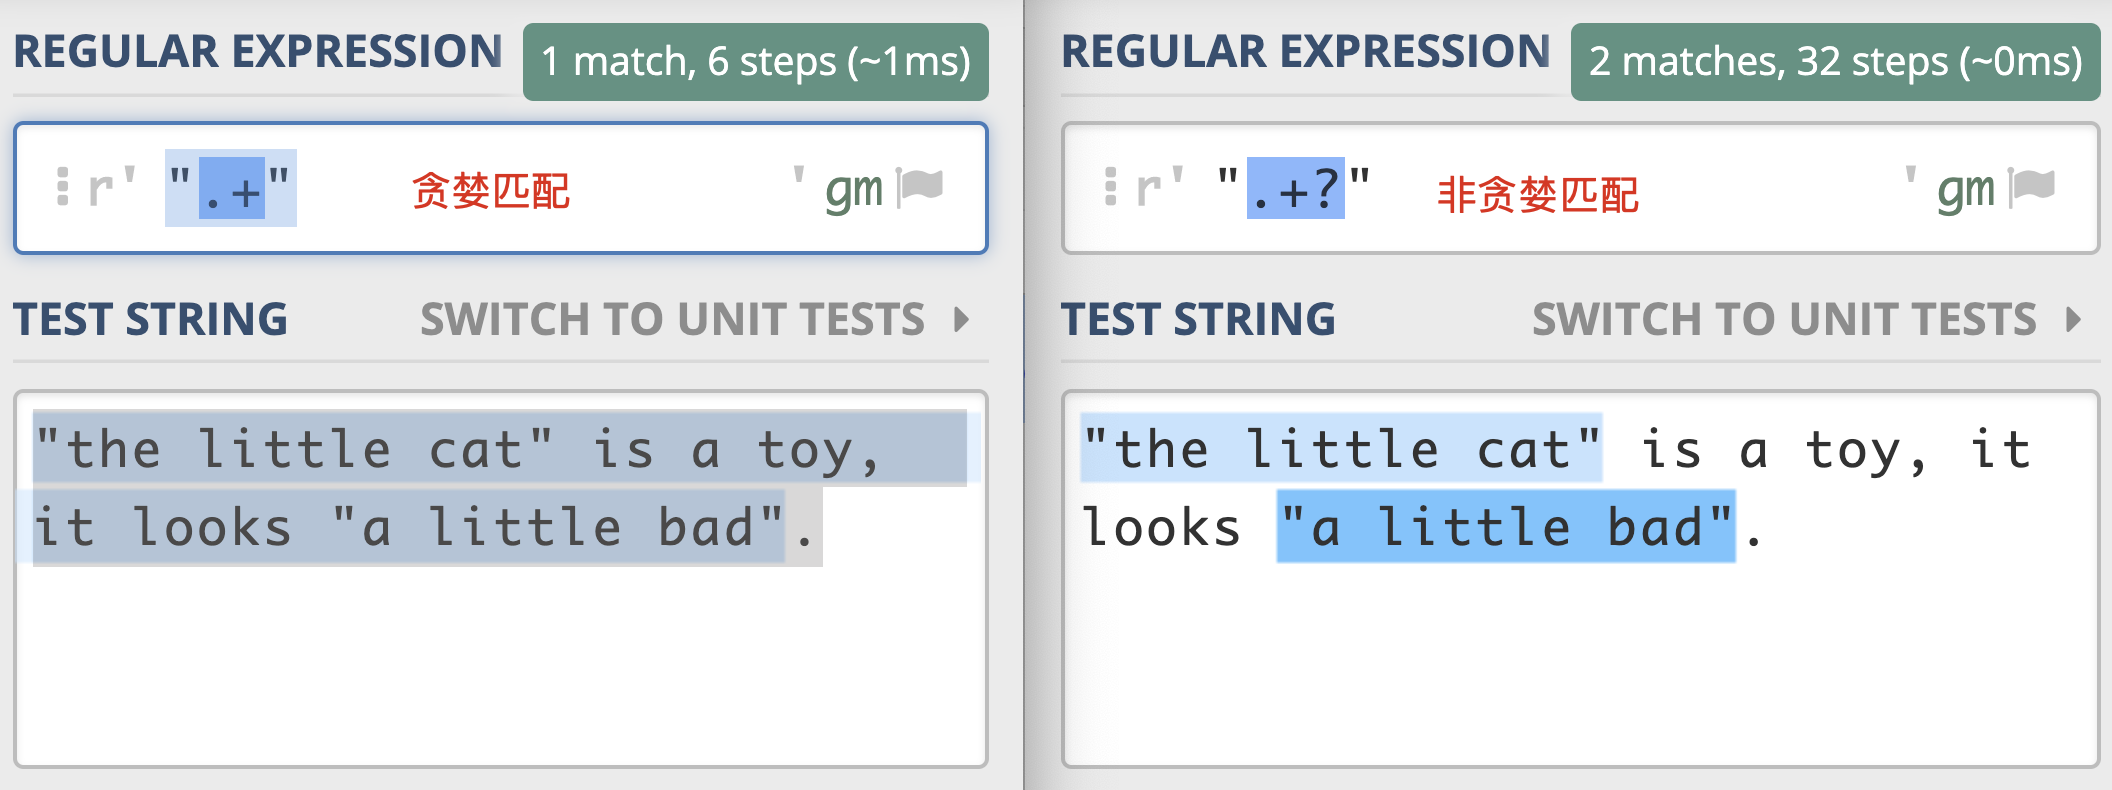 REGULAR EXPRESSION
1 match, 6 steps (~1ms)
r' ".+" 贪婪匹配 ' gm
TEST STRING SWITCH TO UNIT TESTS
"the little cat" is a toy,
it looks "a little bad".
REGULAR EXPRESSION
2 matches, 32 steps (~0ms)
r' ".+?" 非贪婪匹配 ' gm
TEST STRING SWITCH TO UNIT TESTS
"the little cat" is a toy, it
looks "a little bad".